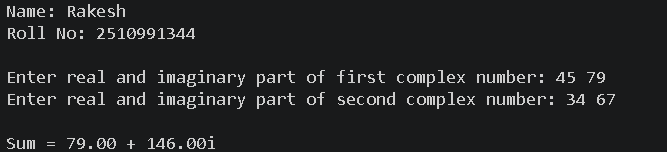 Name: Rakesh
Roll No: 2510991344
Enter real and imaginary part of first complex number: 45 79
Enter real and imaginary part of second complex number: 34 67
Sum = 79.00 + 146.00i